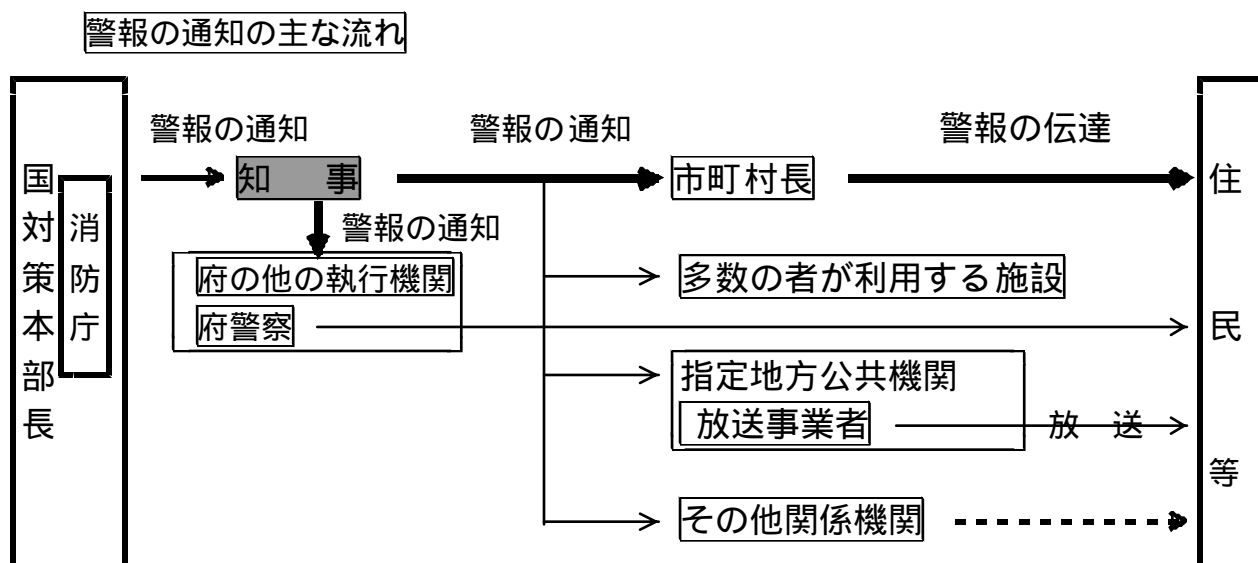 警報の通知の主な流れ
国対策本部長
消防庁
警報の通知
知 事
警報の通知
府の他の執行機関
府警察
警報の通知
市町村長
多数の者が利用する施設
指定地方公共機関
放送事業者
その他関係機関
警報の伝達
放 送
住民等